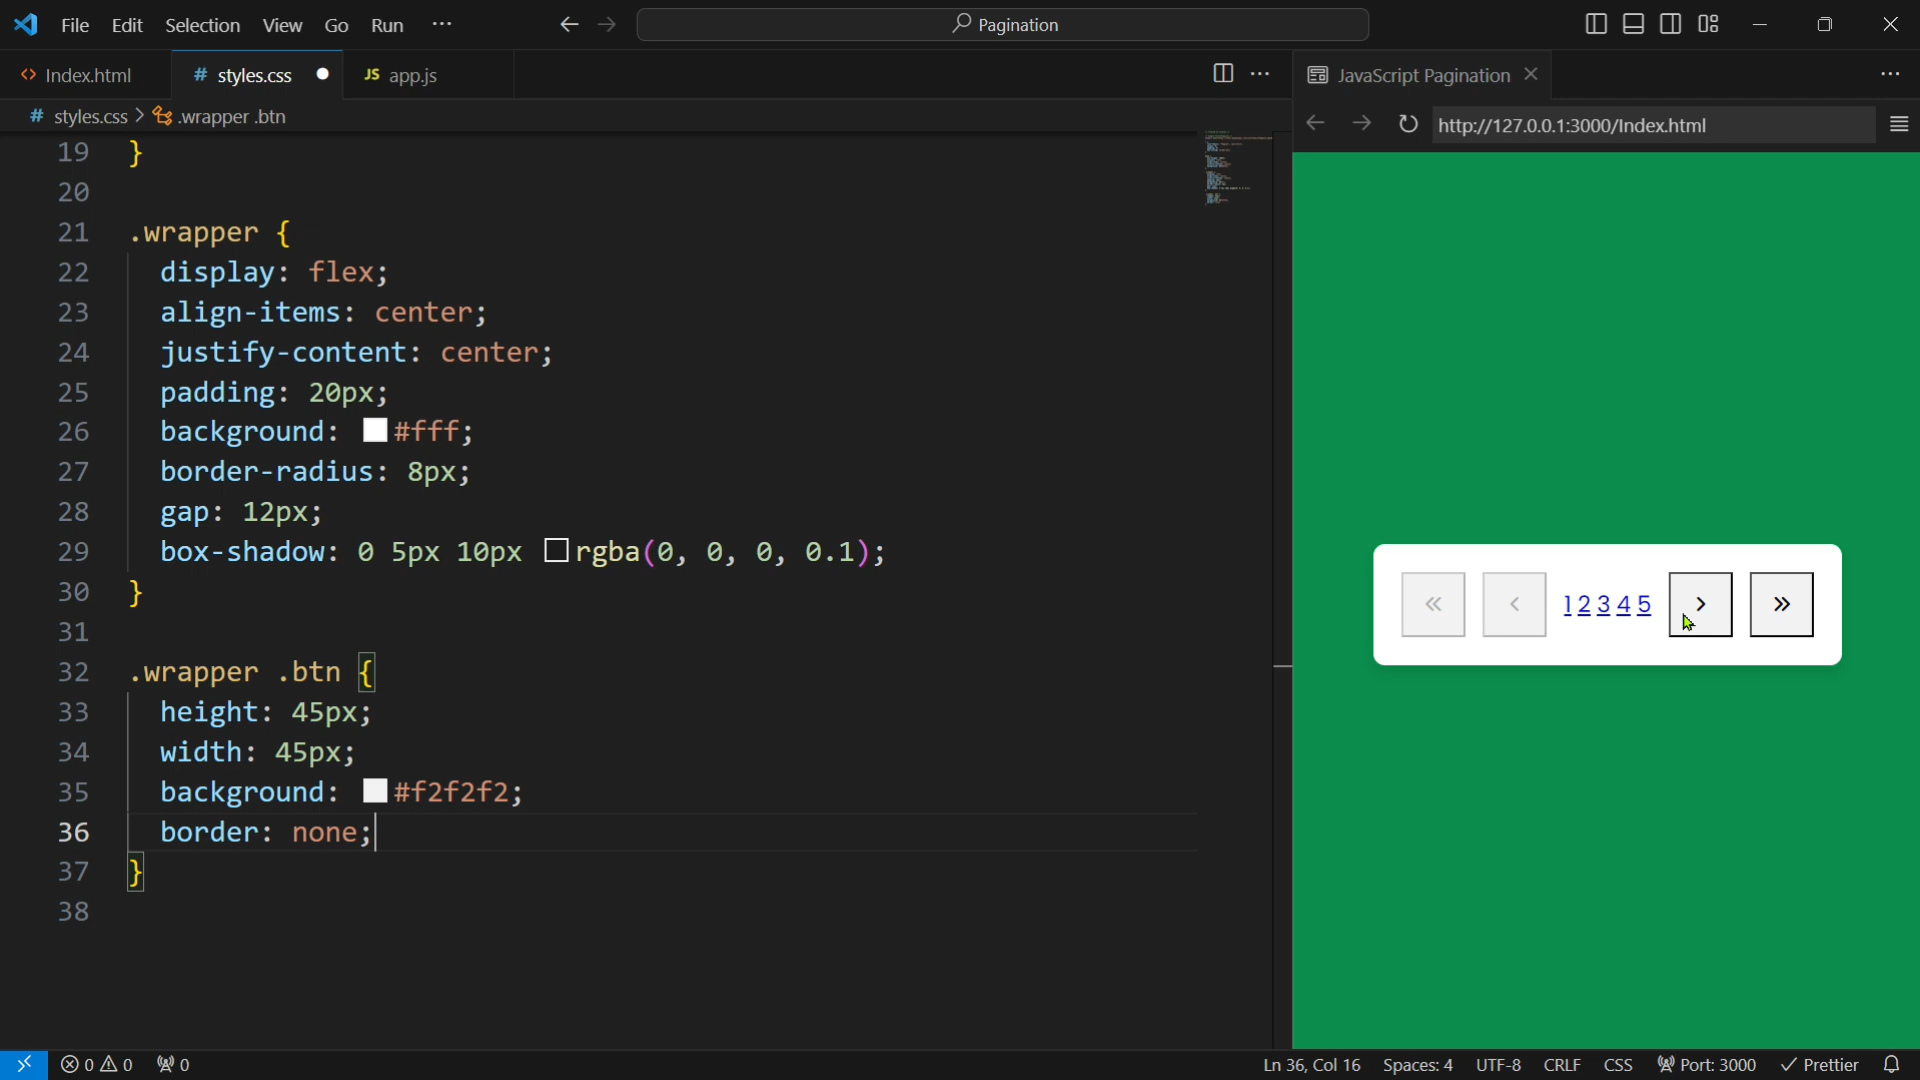 File Edit Selection View Go Run ···
Pagination
Index.html
# styles.css
JS app.js
JavaScript Pagination
# styles.css > .wrapper .btn
http://127.0.0.1:3000/Index.html
19 }
20
21 .wrapper {
22 display: flex;
23 align-items: center;
24 justify-content: center;
25 padding: 20px;
26 background: #fff;
27 border-radius: 8px;
28 gap: 12px;
29 box-shadow: 0 5px 10px rgba(0, 0, 0, 0.1);
30 }
31
32 .wrapper .btn {
33 height: 45px;
34 width: 45px;
35 background: #f2f2f2;
36 border: none;
37 }
38
« ‹ 1 2 3 4 5 › »
0 0 0
Ln 36, Col 16 Spaces: 4 UTF-8 CRLF CSS Port: 3000 Prettier